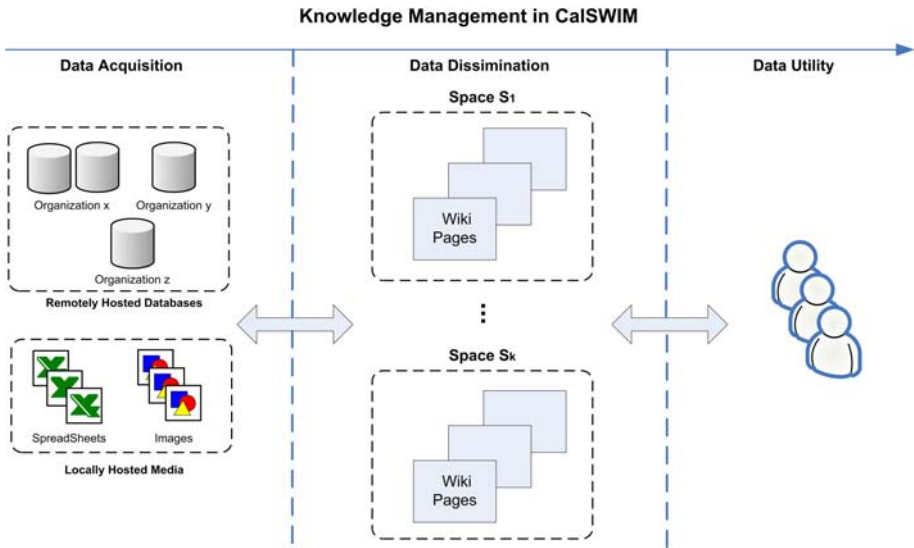 Knowledge Management in CalSWIM
Data Acquisition
Data Dissimination
Data Utility
Organization x
Organization y
Organization z
Remotely Hosted Databases
SpreadSheets
Images
Locally Hosted Media
Space S1
Wiki
Pages
⋮
Space Sk
Wiki
Pages